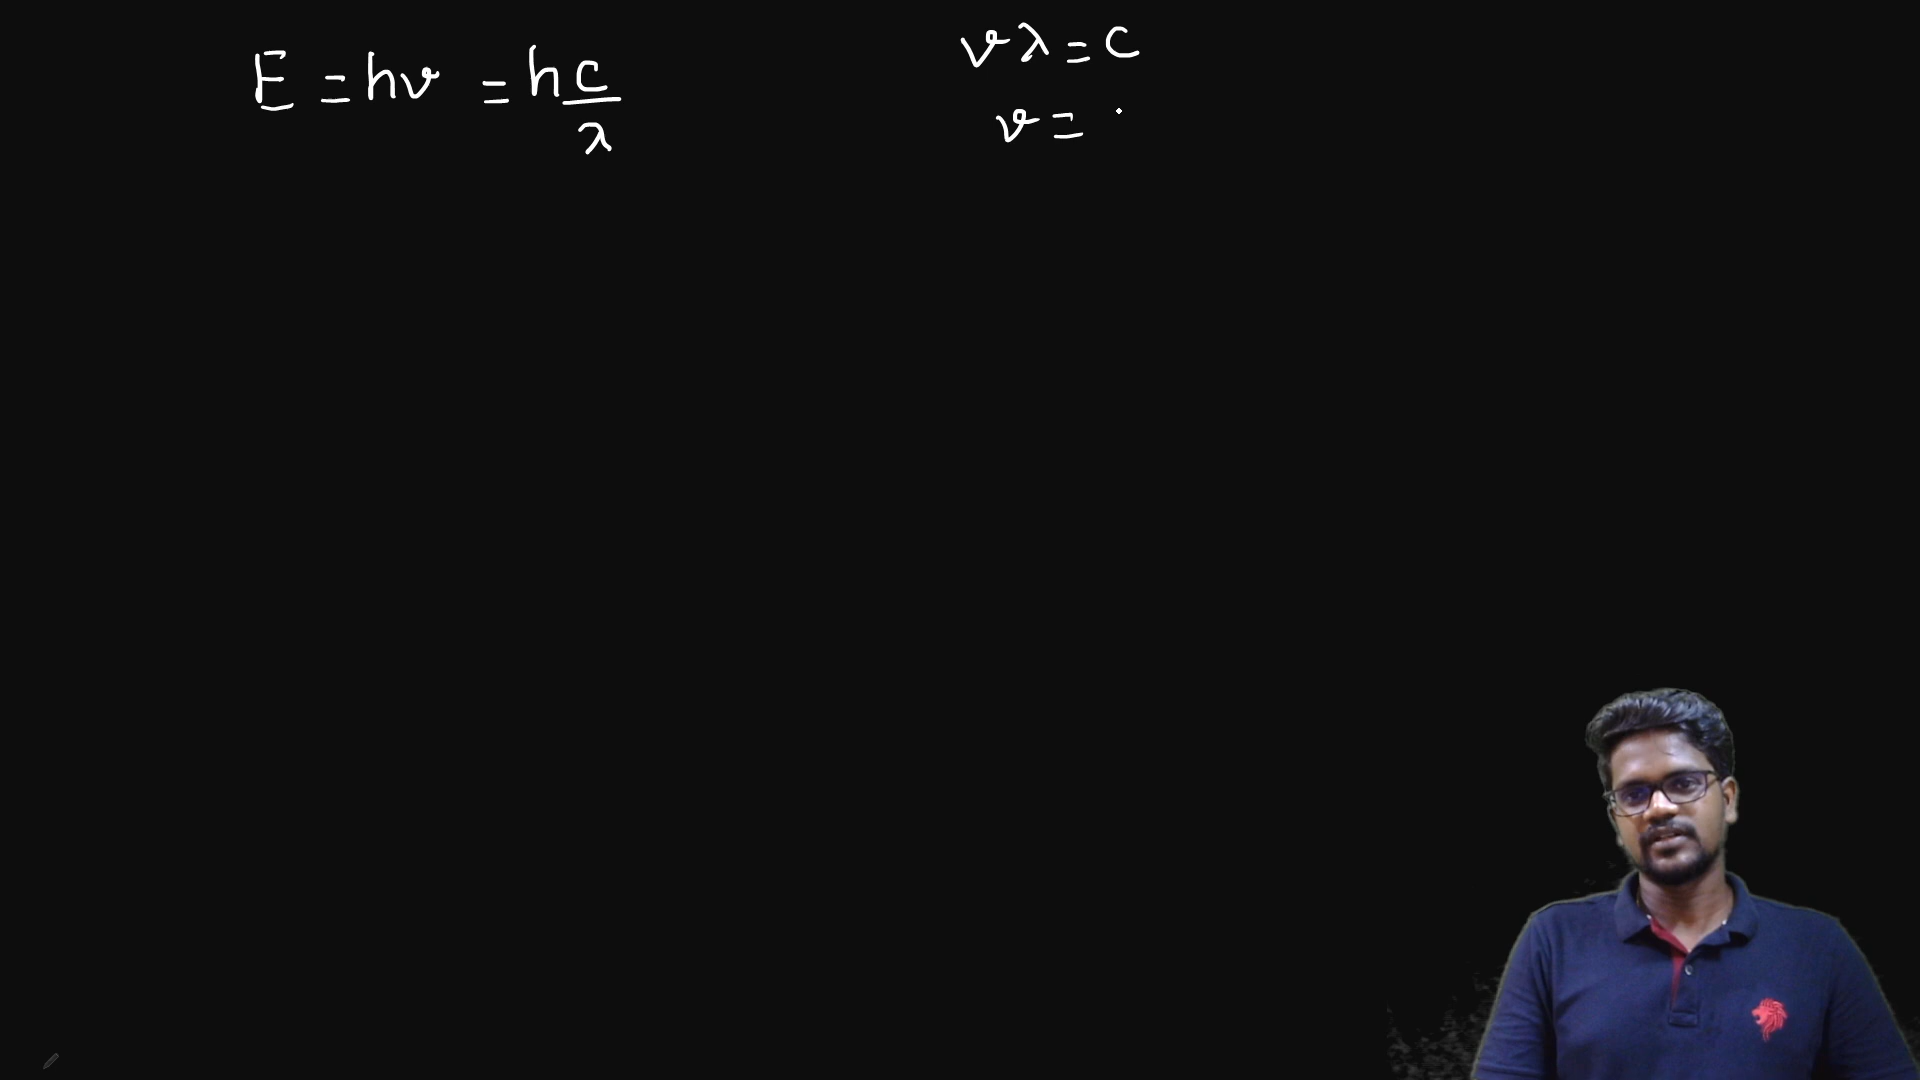 E = hν = hc/λ
νλ = c
ν =